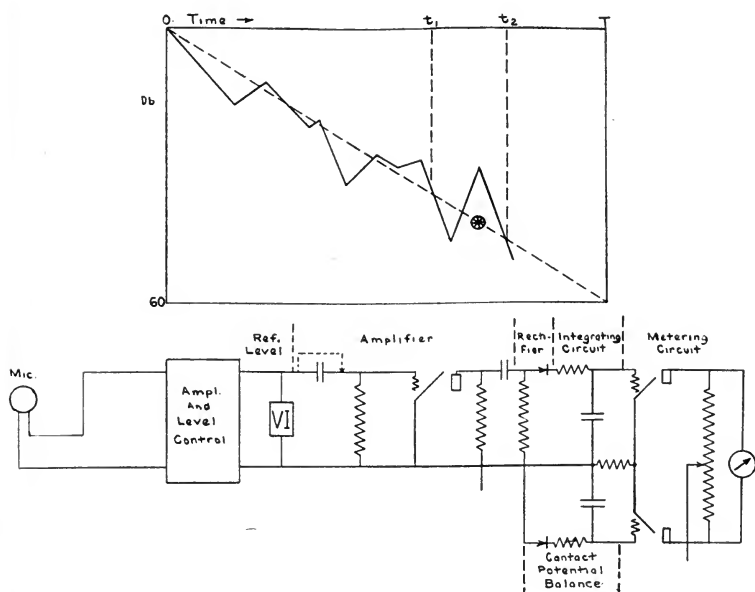 O. Time → t₁ t₂ T
Db
60
Ref. Level
Amplifier
Recti-fier
Integrating Circuit
Metering Circuit
Mic.
Ampl. And Level Control
VI
Contact Potential Balance